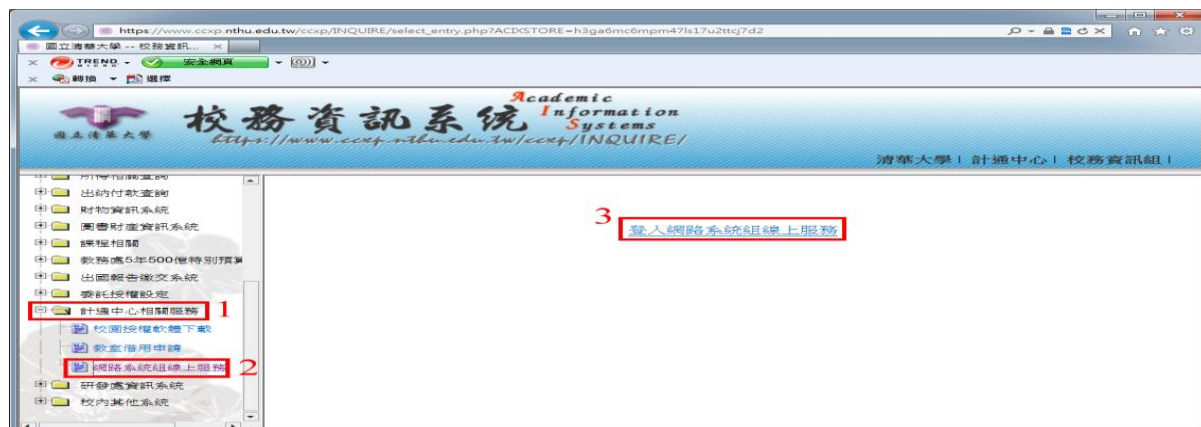 https://www.ccxp.nthu.edu.tw/ccxp/INQUIRE/select_entry.php?ACIXSTORE=h3ga6mc6mpm47ls17u2ttcj7d2
國立清華大學 -- 校務資訊...
TREND MICRO 安全網頁
轉換 選擇
國立清華大學
校務資訊系統
Academic
Information
Systems
https://www.ccxp.nthu.edu.tw/ccxp/INQUIRE/
清華大學 | 計通中心 | 校務資訊組 |
所得相關查詢
出納付款查詢
財物資訊系統
圖書財產資訊系統
課程相關
教務處5年500億特別預算
出國報告繳交系統
委託授權設定
計通中心相關服務 1
校園授權軟體下載
教室借用申請
網路系統組線上服務 2
研發處資訊系統
校內其他系統
3
登入網路系統組線上服務